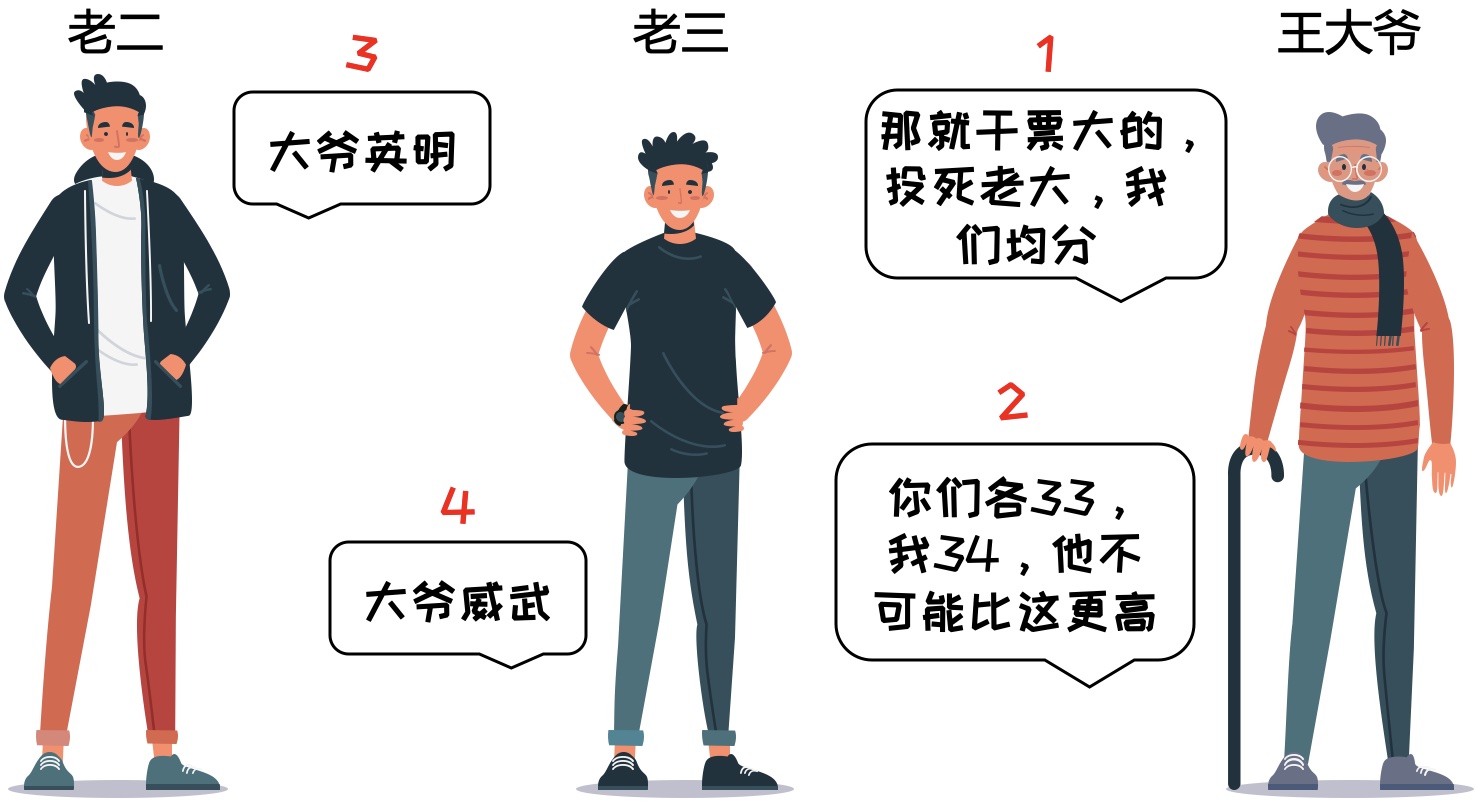 老二
老三
王大爷
1
那就干票大的，
投死老大，我
们均分
2
你们各33，
我34，他不
可能比这更高
3
大爷英明
4
大爷威武